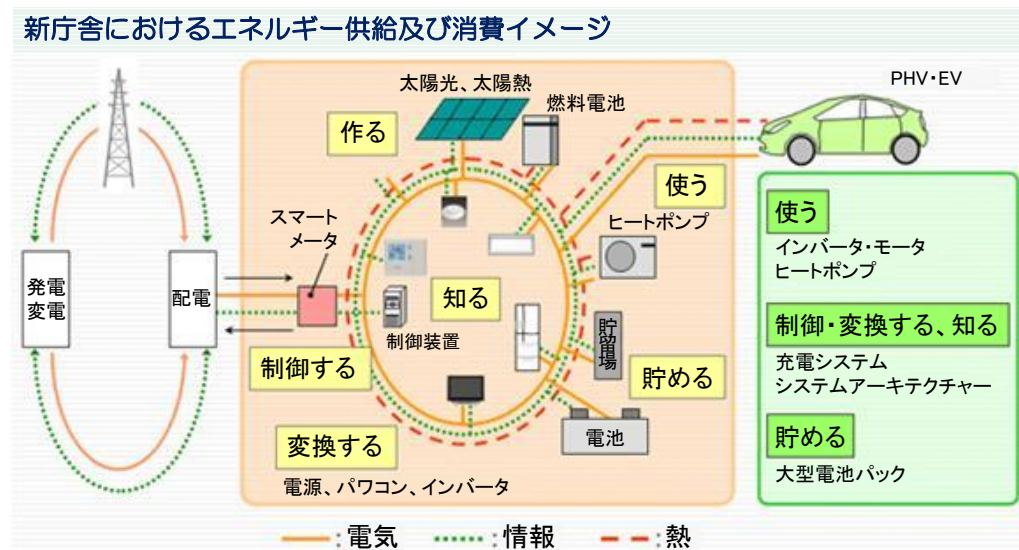 新庁舎におけるエネルギー供給及び消費イメージ
PHV・EV
太陽光、太陽熱
燃料電池
作る
使う
ヒートポンプ
スマート
メータ
発電
変電
配電
知る
制御装置
制御する
貯湯場
貯める
電池
変換する
電源、パワコン、インバータ
使う
インバータ・モータ
ヒートポンプ
制御・変換する、知る
充電システム
システムアーキテクチャー
貯める
大型電池パック
:電気
:情報
:熱